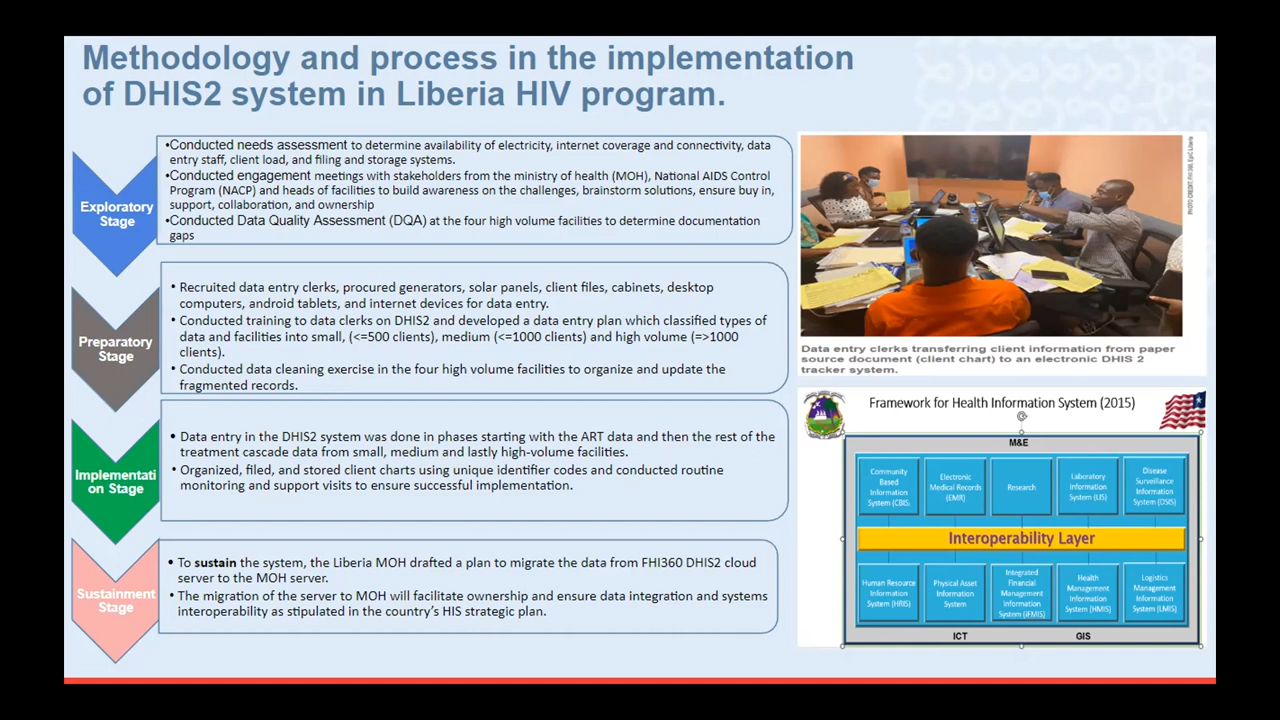 Methodology and process in the implementation
of DHIS2 system in Liberia HIV program.
Exploratory
Stage
•Conducted needs assessment to determine availability of electricity, internet coverage and connectivity, data
entry staff, client load, and filing and storage systems.
•Conducted engagement meetings with stakeholders from the ministry of health (MOH), National AIDS Control
Program (NACP) and heads of facilities to build awareness on the challenges, brainstorm solutions, ensure buy in,
support, collaboration, and ownership
•Conducted Data Quality Assessment (DQA) at the four high volume facilities to determine documentation
gaps
Preparatory
Stage
• Recruited data entry clerks, procured generators, solar panels, client files, cabinets, desktop
computers, android tablets, and internet devices for data entry.
• Conducted training to data clerks on DHIS2 and developed a data entry plan which classified types of
data and facilities into small, (<=500 clients), medium (<=1000 clients) and high volume (=>1000
clients).
• Conducted data cleaning exercise in the four high volume facilities to organize and update the
fragmented records.
Implementati
on Stage
• Data entry in the DHIS2 system was done in phases starting with the ART data and then the rest of the
treatment cascade data from small, medium and lastly high-volume facilities.
• Organized, filed, and stored client charts using unique identifier codes and conducted routine
monitoring and support visits to ensure successful implementation.
Sustainment
Stage
• To sustain the system, the Liberia MOH drafted a plan to migrate the data from FHI360 DHIS2 cloud
server to the MOH server.
• The migration of the server to MOH will facilitate ownership and ensure data integration and systems
interoperability as stipulated in the country's HIS strategic plan.
PHOTO CREDIT: FHI 360, EpiC Liberia
Data entry clerks transferring client information from paper
source document (client chart) to an electronic DHIS 2
tracker system.
Framework for Health Information System (2015)
M&E
Community
Based
Information
System (CBIS
Electronic
Medical Records
(EMR)
Research
Laboratory
Information
System (LIS)
Disease
Surveillance
Information
System (DSIS)
Interoperability Layer
Human Resource
Information
System (HRIS)
Physical Asset
Information
System
Integrated
Financial
Management
Information
System (iFMIS)
Health
Management
Information
System (HMIS)
Logistics
Management
Information
System (LMIS)
ICT
GIS